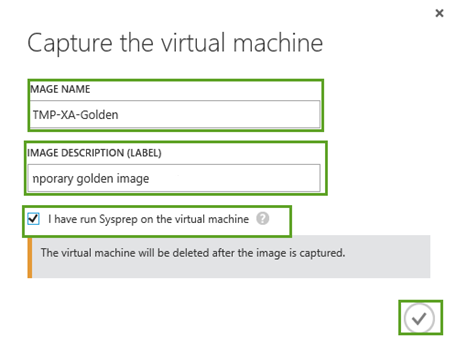 Capture the virtual machine
IMAGE NAME
TMP-XA-Golden
IMAGE DESCRIPTION (LABEL)
nporary golden image
I have run Sysprep on the virtual machine ?
The virtual machine will be deleted after the image is captured.